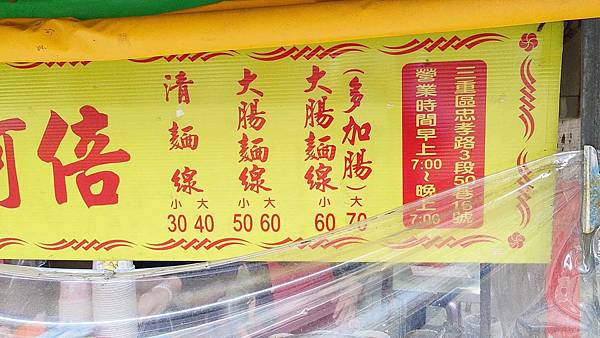 三重區忠孝路3段50巷16號
營業時間早上7:00~晚上7:00
(多加腸)
大腸麵線
小 大
60 70
大腸麵線
小 大
50 60
清麵線
小 大
30 40
阿倍